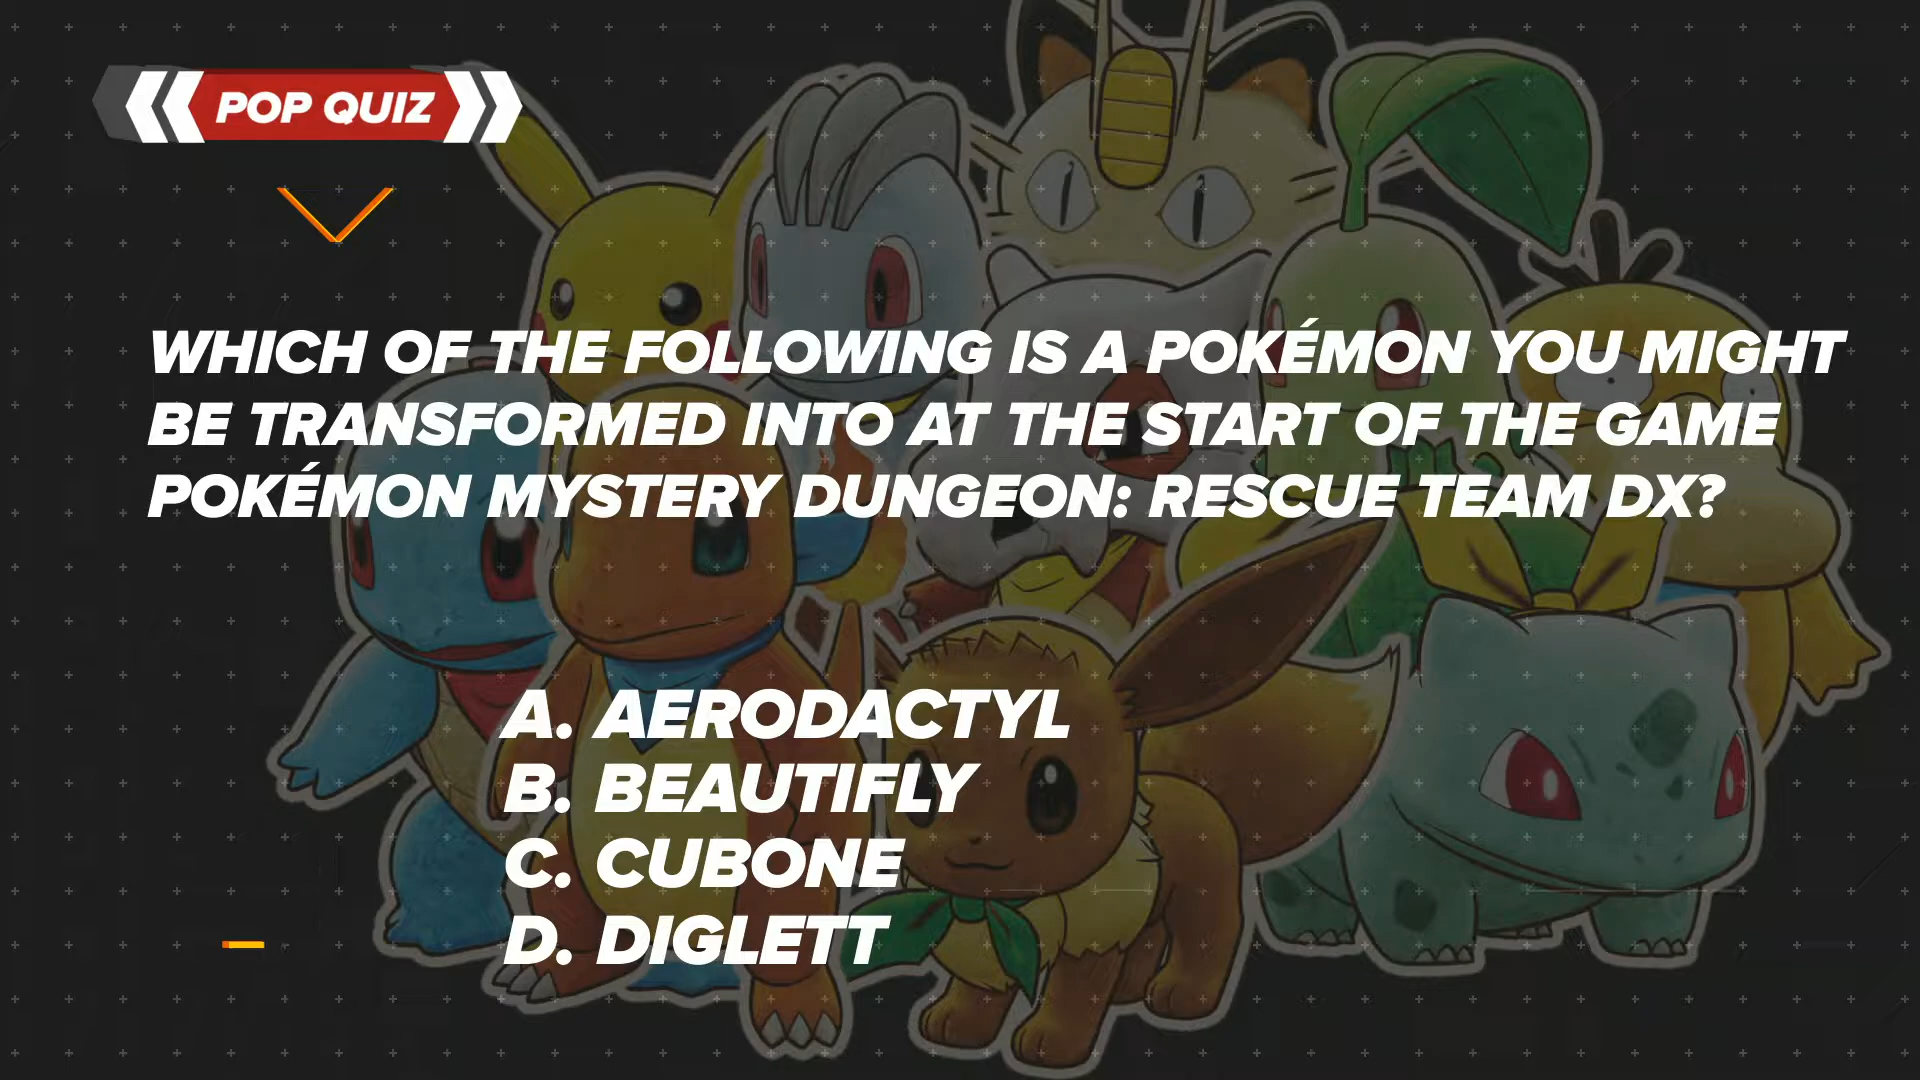 POP QUIZ
WHICH OF THE FOLLOWING IS A POKÉMON YOU MIGHT
BE TRANSFORMED INTO AT THE START OF THE GAME
POKÉMON MYSTERY DUNGEON: RESCUE TEAM DX?
A. AERODACTYL
B. BEAUTIFLY
C. CUBONE
D. DIGLETT